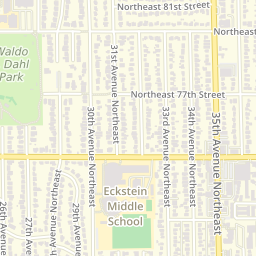 Northeast 81st Street
Waldo
Dahl
Park
31st Avenue Northeast
Northeast
Northeast 77th Street
30th Avenue Northeast
33rd Avenue Northeast
34th Avenue Northeast
35th Avenue Northeast
Eckstein
Middle
School
26th Avenue
27th Avenue Northeast
29th Avenue